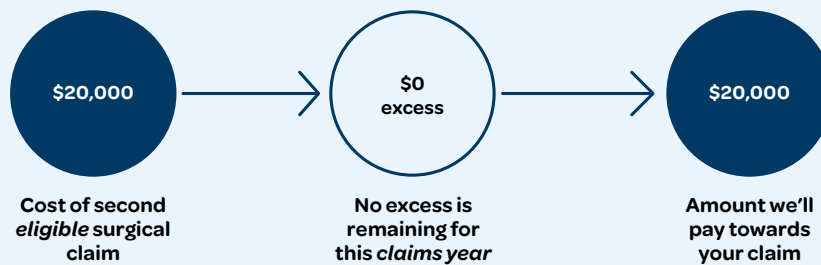 $20,000
$0
excess
$20,000
Cost of second
eligible surgical
claim
No excess is
remaining for
this claims year
Amount we'll
pay towards
your claim